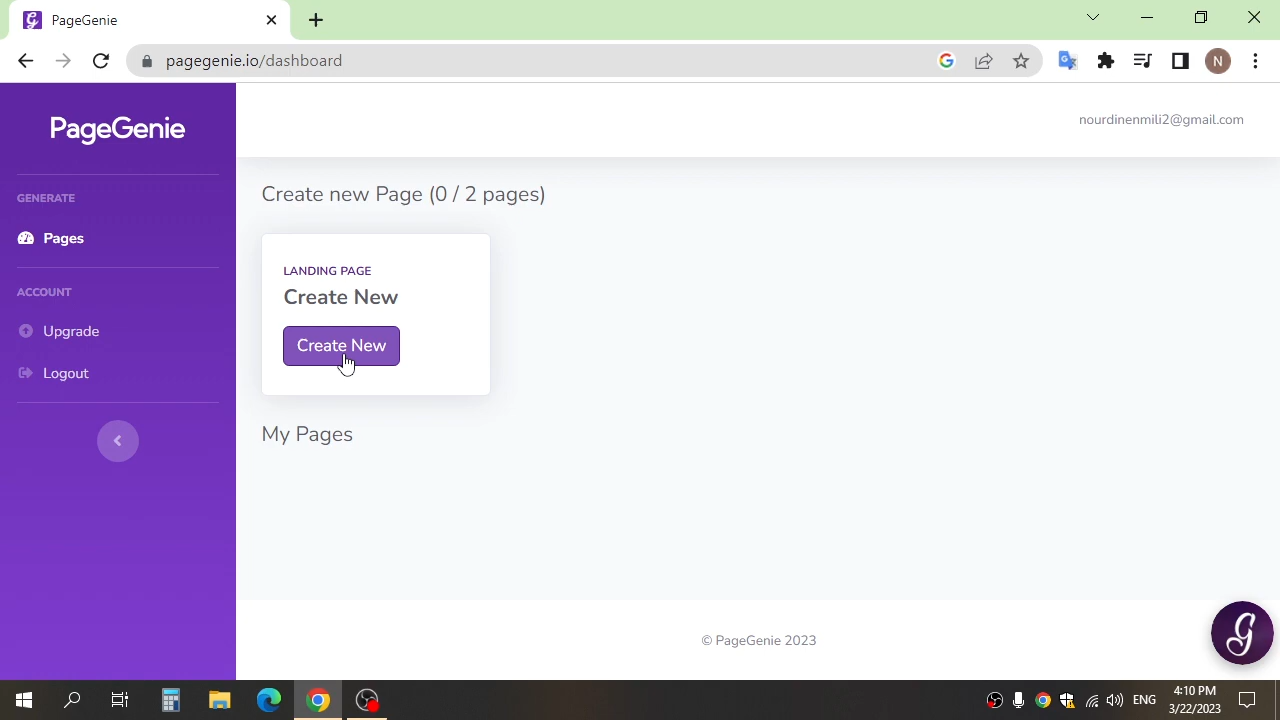 PageGenie
pagegenie.io/dashboard
N
PageGenie
nourdinenmili2@gmail.com
GENERATE
Pages
ACCOUNT
Upgrade
Logout
Create new Page (0 / 2 pages)
LANDING PAGE
Create New
Create New
My Pages
© PageGenie 2023
ENG
4:10 PM
3/22/2023